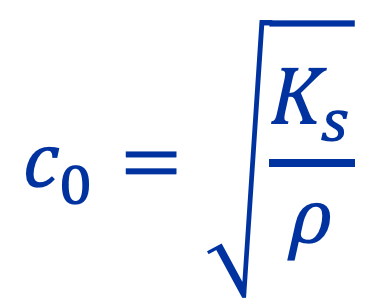 c₀ = √(Kₛ/ρ)